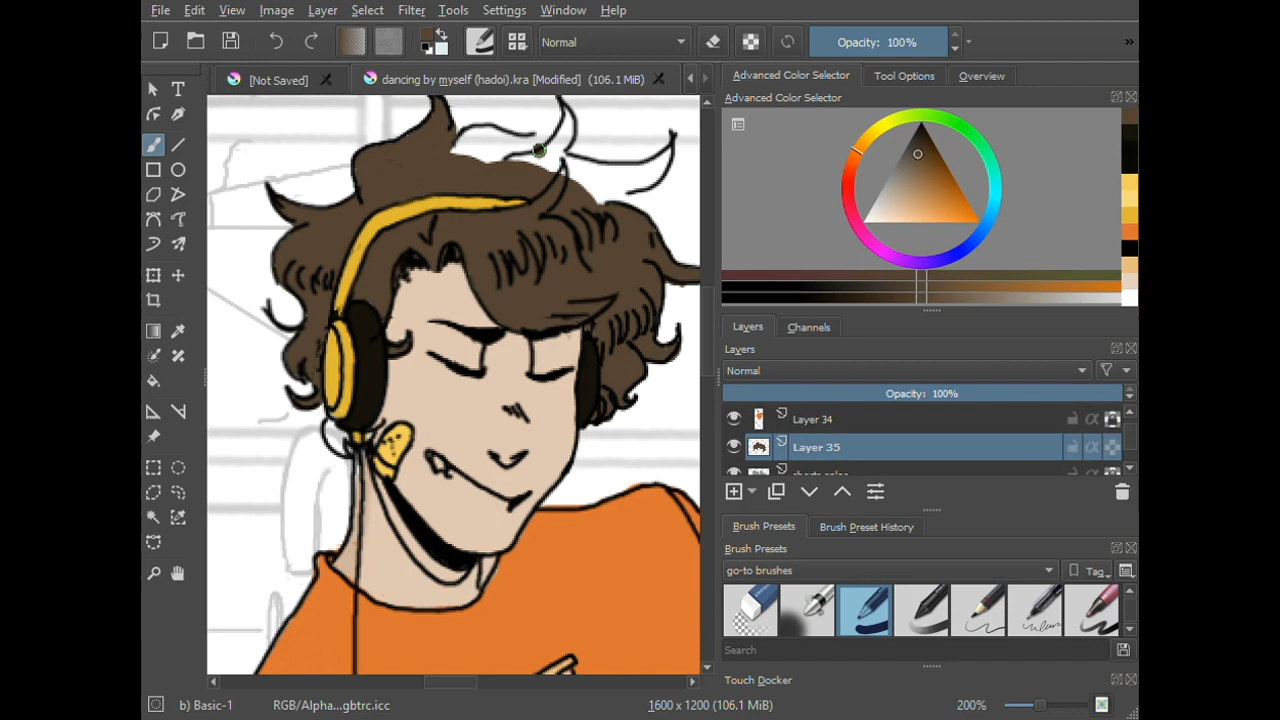 File Edit View Image Layer Filter Tools Settings Window Help
Normal Opacity: 100% »
[Not Saved] dancing by myself (hadoi).kra [Modified] (106.1 MiB)
Advanced Color Selector Tool Options Overview
Advanced Color Selector
Layers Channels
Layers
Normal
Opacity: 100%
Layer 34
Layer 35
Brush Presets Brush Preset History
Brush Presets
go-to brushes Tag
Search
Touch Docker
b) Basic-1 RGB/Alpha...gbtrc.icc 1600 x 1200 (106.1 MiB) 200%